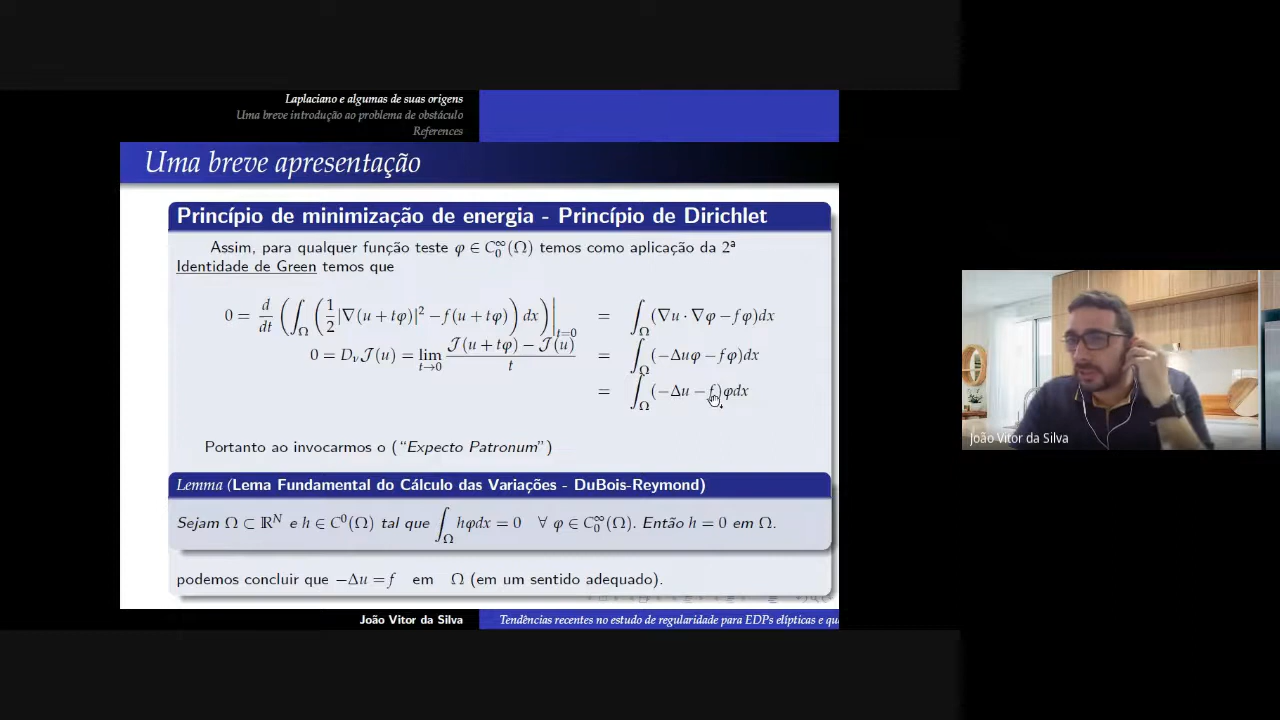 Laplaciano e algumas de suas origens
Uma breve introdução ao problema de obstáculo
References
Uma breve apresentação
Princípio de minimização de energia - Princípio de Dirichlet
Assim, para qualquer função teste φ ∈ C₀^∞(Ω) temos como aplicação da 2ª
Identidade de Green temos que
0 = d/dt (∫_Ω (1/2 |∇(u + tφ)|² − f(u + tφ)) dx)|_{t=0} = ∫_Ω (∇u · ∇φ − fφ)dx
0 = D_ν 𝒥(u) = lim_{t→0} (𝒥(u + tφ) − 𝒥(u))/t = ∫_Ω (−Δuφ − fφ)dx
= ∫_Ω (−Δu − f)φdx
Portanto ao invocarmos o (“Expecto Patronum”)
Lemma (Lema Fundamental do Cálculo das Variações - DuBois-Reymond)
Sejam Ω ⊂ ℝ^N e h ∈ C⁰(Ω) tal que ∫_Ω hφdx = 0 ∀ φ ∈ C₀^∞(Ω). Então h = 0 em Ω.
podemos concluir que −Δu = f em Ω (em um sentido adequado).
João Vitor da Silva
Tendências recentes no estudo de regularidade para EDPs elípticas e
João Vitor da Silva